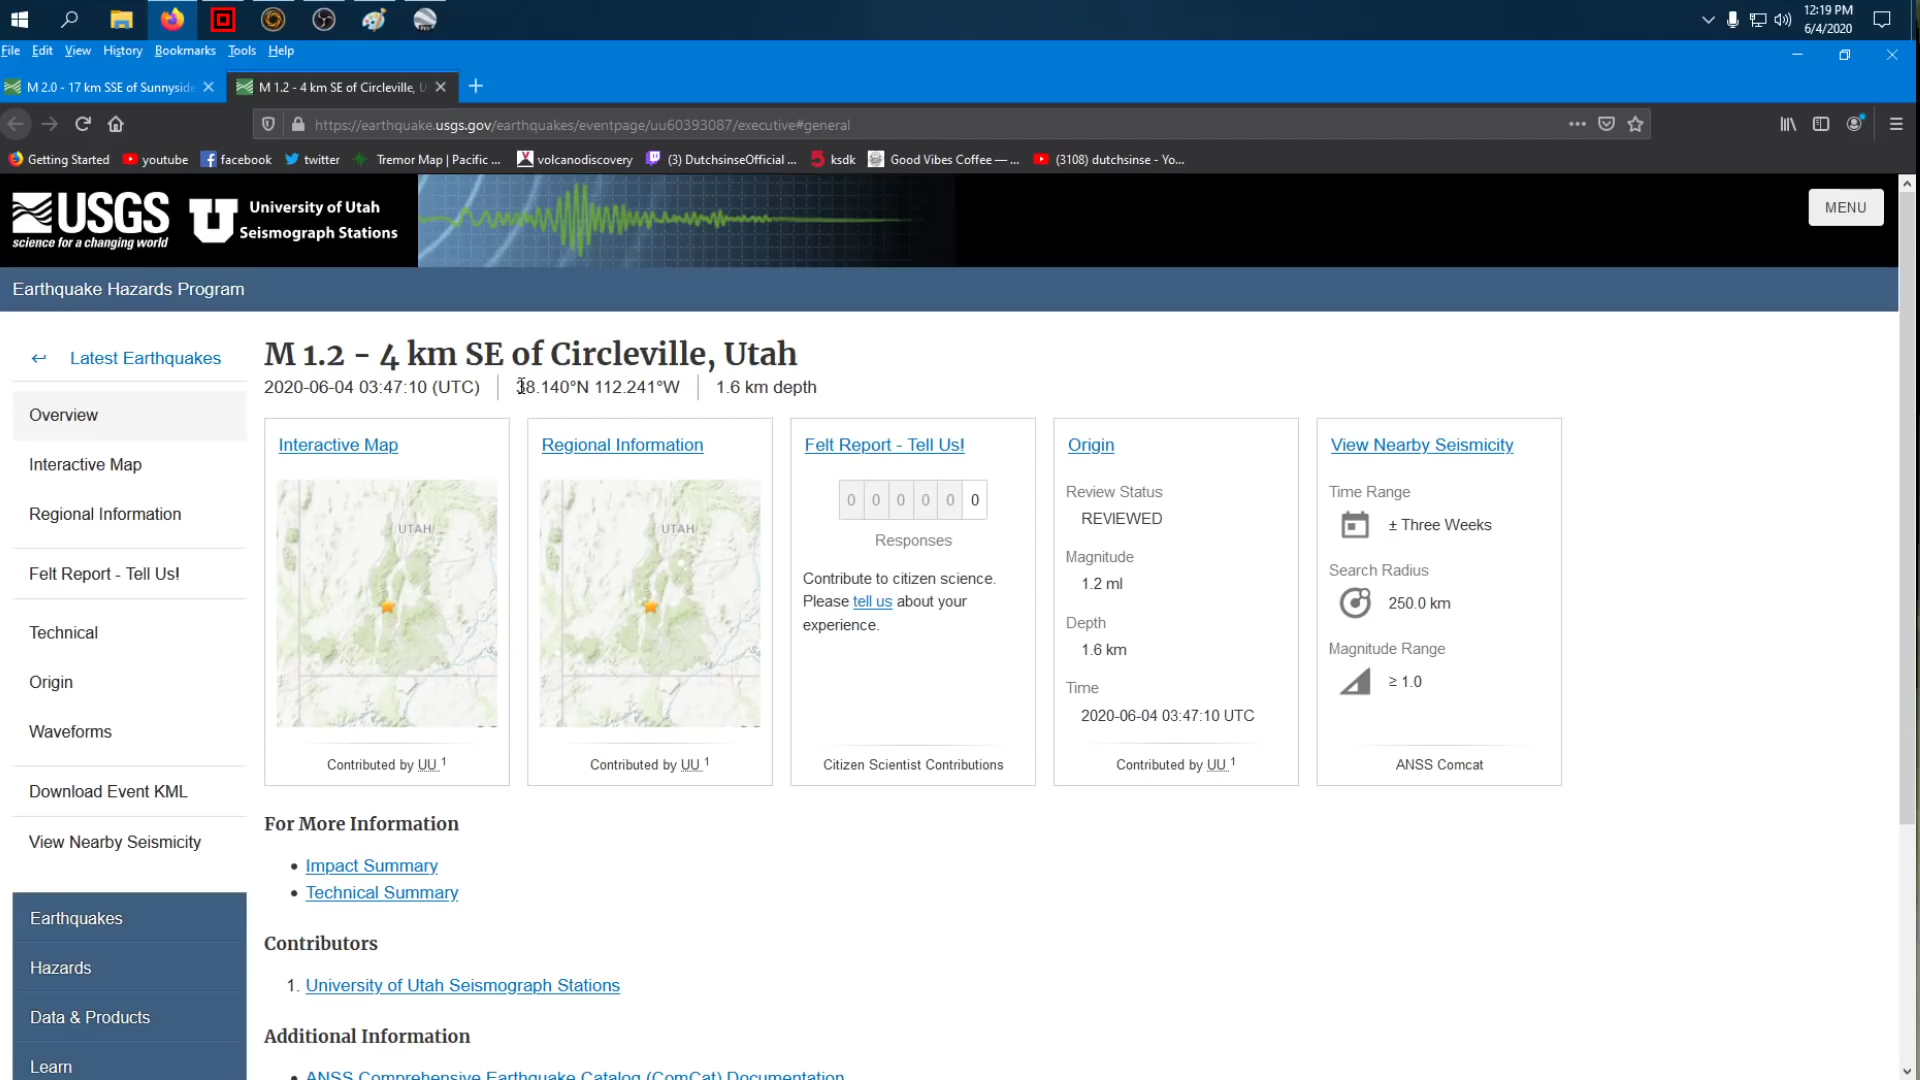 12:19 PM
6/4/2020
File Edit View History Bookmarks Tools Help
M 2.0 - 17 km SSE of Sunnyside
M 1.2 - 4 km SE of Circleville, U
https://earthquake.usgs.gov/earthquakes/eventpage/uu60393087/executive#general
Getting Started youtube facebook twitter Tremor Map | Pacific ... volcanodiscovery (3) DutchsinseOfficial ... ksdk Good Vibes Coffee — ... (3108) dutchsinse - Yo...
USGS
science for a changing world
University of Utah
Seismograph Stations
MENU
Earthquake Hazards Program
Latest Earthquakes
Overview
Interactive Map
Regional Information
Felt Report - Tell Us!
Technical
Origin
Waveforms
Download Event KML
View Nearby Seismicity
Earthquakes
Hazards
Data & Products
Learn
M 1.2 - 4 km SE of Circleville, Utah
2020-06-04 03:47:10 (UTC) 38.140°N 112.241°W 1.6 km depth
Interactive Map
UTAH
Contributed by UU 1
Regional Information
UTAH
Contributed by UU 1
Felt Report - Tell Us!
0 0 0 0 0 0
Responses
Contribute to citizen science.
Please tell us about your
experience.
Citizen Scientist Contributions
Origin
Review Status
REVIEWED
Magnitude
1.2 ml
Depth
1.6 km
Time
2020-06-04 03:47:10 UTC
Contributed by UU 1
View Nearby Seismicity
Time Range
± Three Weeks
Search Radius
250.0 km
Magnitude Range
≥ 1.0
ANSS Comcat
For More Information
• Impact Summary
• Technical Summary
Contributors
1. University of Utah Seismograph Stations
Additional Information
• ANSS Comprehensive Earthquake Catalog (ComCat) Documentation